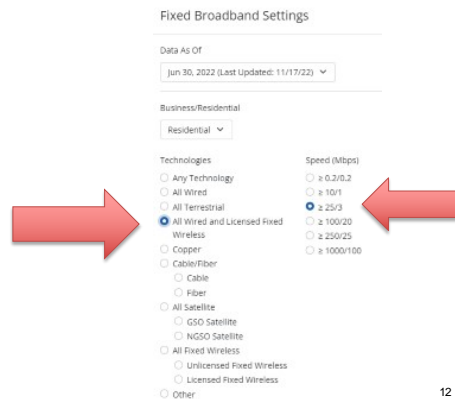 Fixed Broadband Settings
Data As Of
Jun 30, 2022 (Last Updated: 11/17/22)
Business/Residential
Residential
Technologies
Any Technology
All Wired
All Terrestrial
All Wired and Licensed Fixed
Wireless
Copper
Cable/Fiber
Cable
Fiber
All Satellite
GSO Satellite
NGSO Satellite
All Fixed Wireless
Unlicensed Fixed Wireless
Licensed Fixed Wireless
Other
Speed (Mbps)
≥ 0.2/0.2
≥ 10/1
≥ 25/3
≥ 100/20
≥ 250/25
≥ 1000/100
12